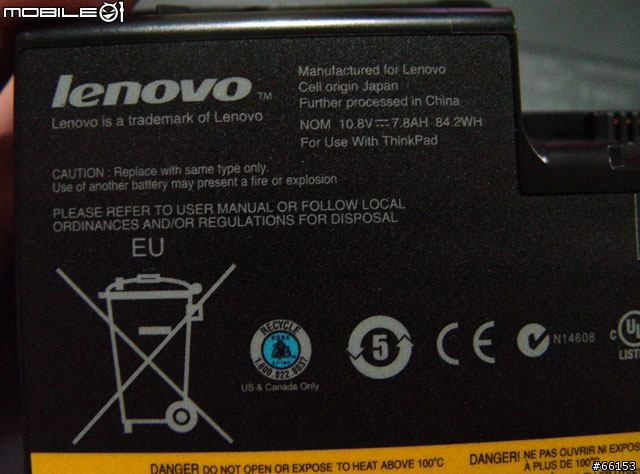 MOBILE01
lenovo™
Lenovo is a trademark of Lenovo
Manufactured for Lenovo
Cell origin Japan
Further processed in China
NOM 10.8V⎓7.8AH 84.2WH
For Use With ThinkPad
CAUTION : Replace with same type only.
Use of another battery may present a fire or explosion
PLEASE REFER TO USER MANUAL OR FOLLOW LOCAL
ORDINANCES AND/OR REGULATIONS FOR DISPOSAL
EU
RECYCLE
1.800.822.8837
US & Canada Only
5
CE
N14608
C UL
LISTE
DANGER! DO NOT OPEN OR EXPOSE TO HEAT ABOVE 100°C
DANGER! NE PAS OUVRIR NI EXPOS
À PLUS DE 100°C
#66153